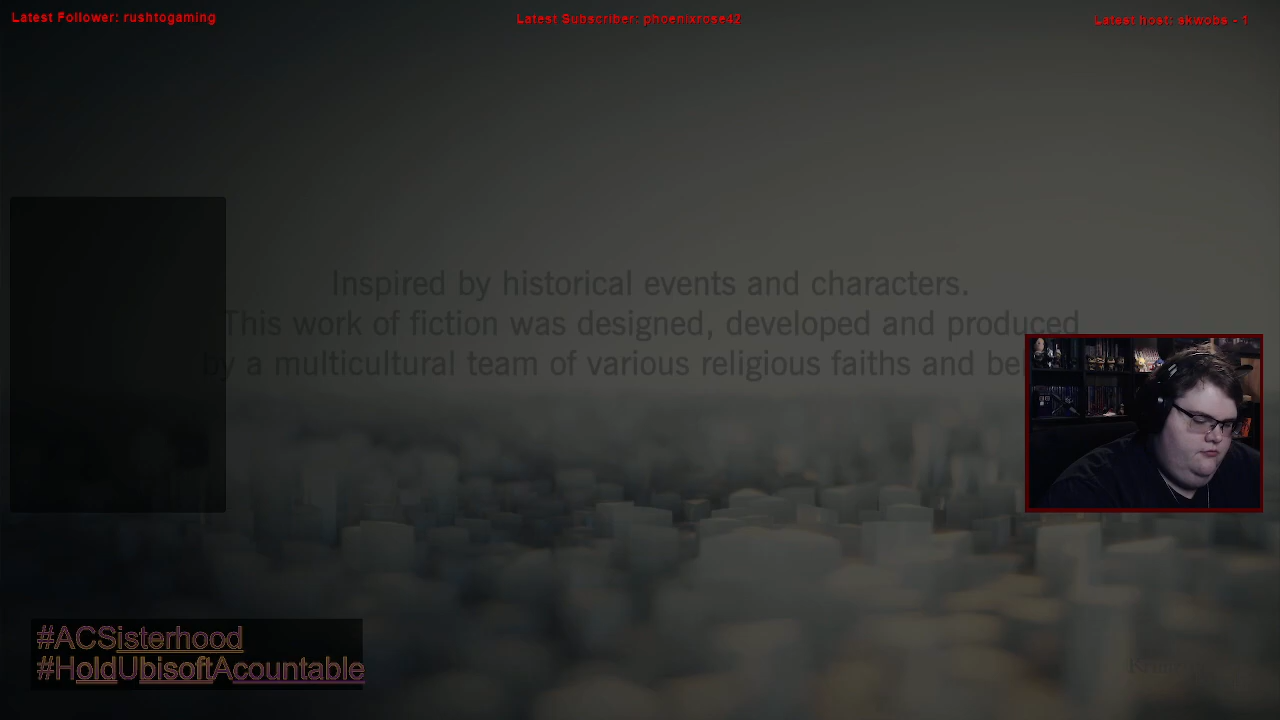 Latest Follower: rushtogaming
Latest Subscriber: phoenixrose42
Latest host: skwobs - 1
Inspired by historical events and characters.
This work of fiction was designed, developed and produced
by a multicultural team of various religious faiths and
#ACSisterhood
#HoldUbisoftAcountable